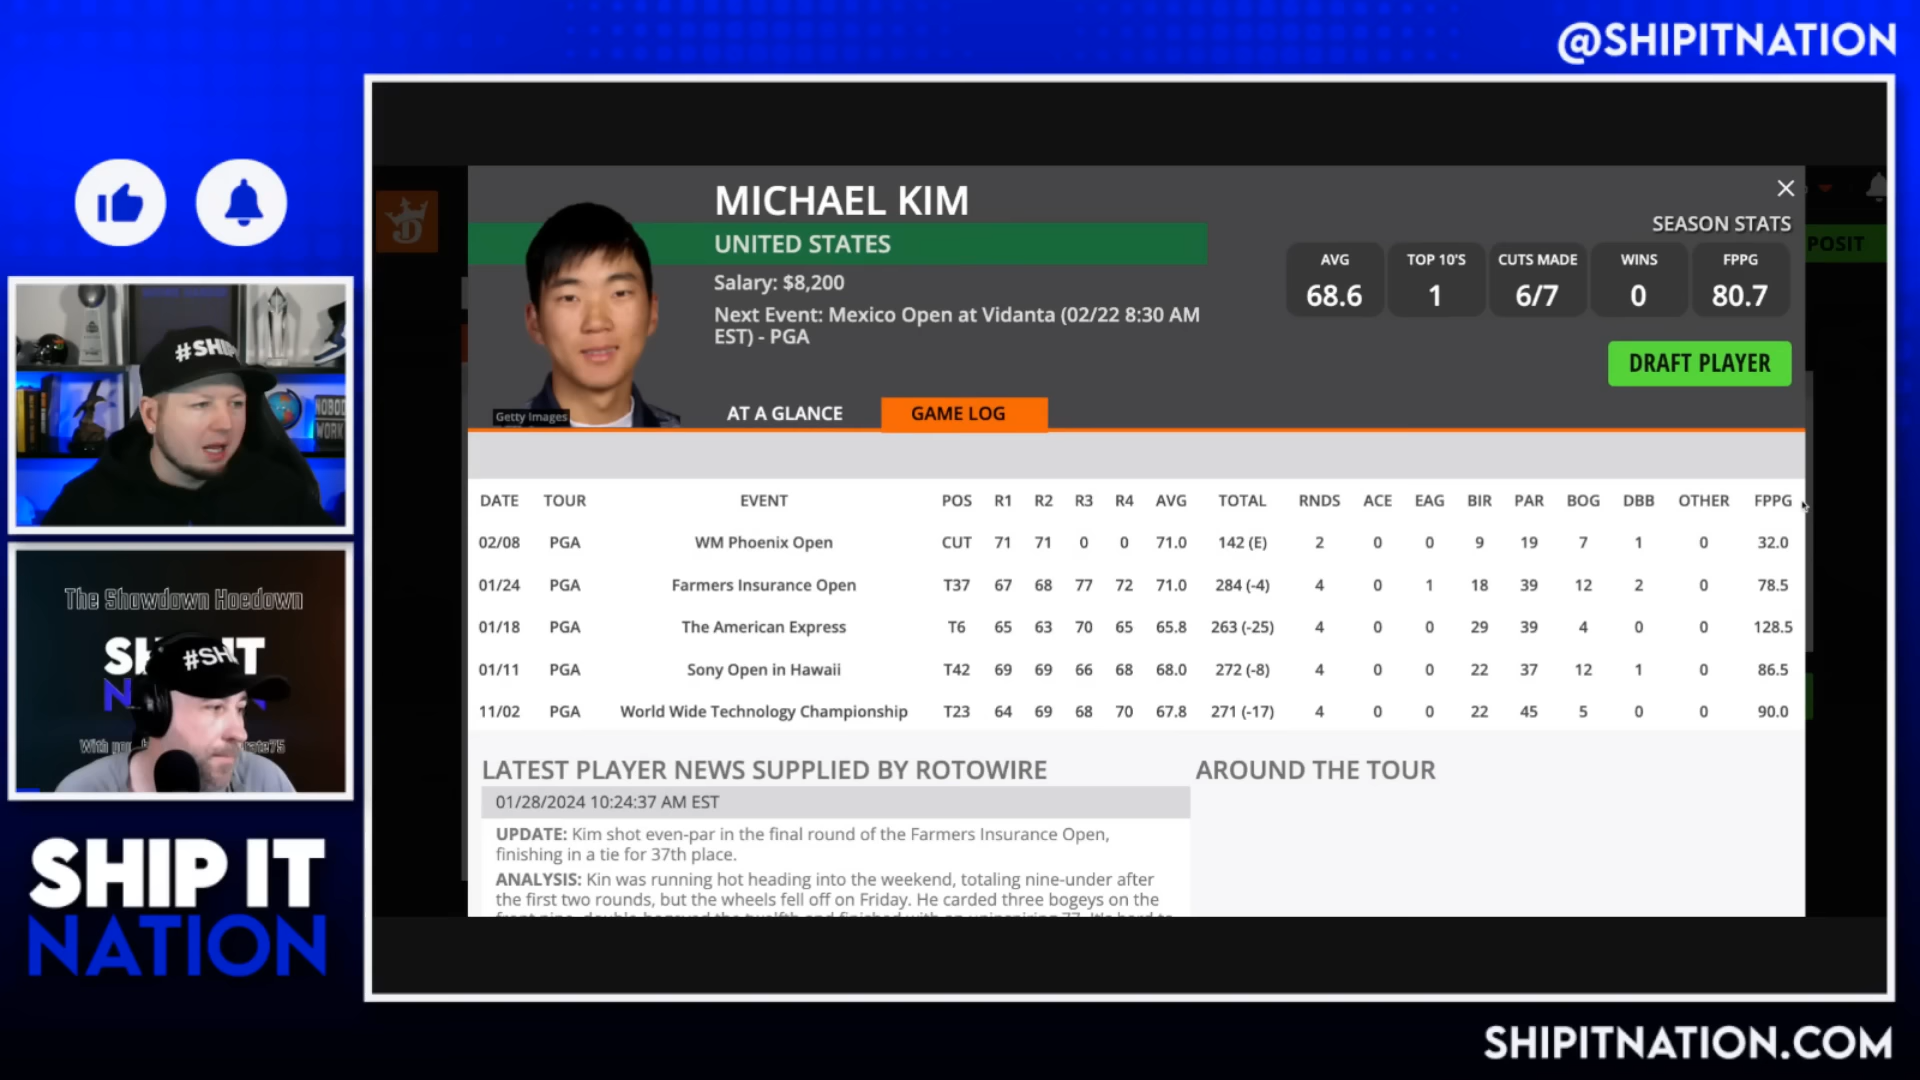 @SHIPITNATION
MICHAEL KIM
UNITED STATES
Salary: $8,200
Next Event: Mexico Open at Vidanta (02/22 8:30 AM
EST) - PGA
SEASON STATS
AVG TOP 10'S CUTS MADE WINS FPPG
68.6 1 6/7 0 80.7
POSIT
DRAFT PLAYER
Getty Images
AT A GLANCE GAME LOG
DATE TOUR EVENT POS R1 R2 R3 R4 AVG TOTAL RNDS ACE EAG BIR PAR BOG DBB OTHER FPPG
02/08 PGA WM Phoenix Open CUT 71 71 0 0 71.0 142 (E) 2 0 0 9 19 7 1 0 32.0
01/24 PGA Farmers Insurance Open T37 67 68 77 72 71.0 284 (-4) 4 0 1 18 39 12 2 0 78.5
01/18 PGA The American Express T6 65 63 70 65 65.8 263 (-25) 4 0 0 29 39 4 0 0 128.5
01/11 PGA Sony Open in Hawaii T42 69 69 66 68 68.0 272 (-8) 4 0 0 22 37 12 1 0 86.5
11/02 PGA World Wide Technology Championship T23 64 69 68 70 67.8 271 (-17) 4 0 0 22 45 5 0 0 90.0
LATEST PLAYER NEWS SUPPLIED BY ROTOWIRE
AROUND THE TOUR
01/28/2024 10:24:37 AM EST
UPDATE: Kim shot even-par in the final round of the Farmers Insurance Open,
finishing in a tie for 37th place.
ANALYSIS: Kin was running hot heading into the weekend, totaling nine-under after
the first two rounds, but the wheels fell off on Friday. He carded three bogeys on the
#SHIP
The Showdown Hoedown
#SH
SHIP IT
NATION
SHIPITNATION.COM